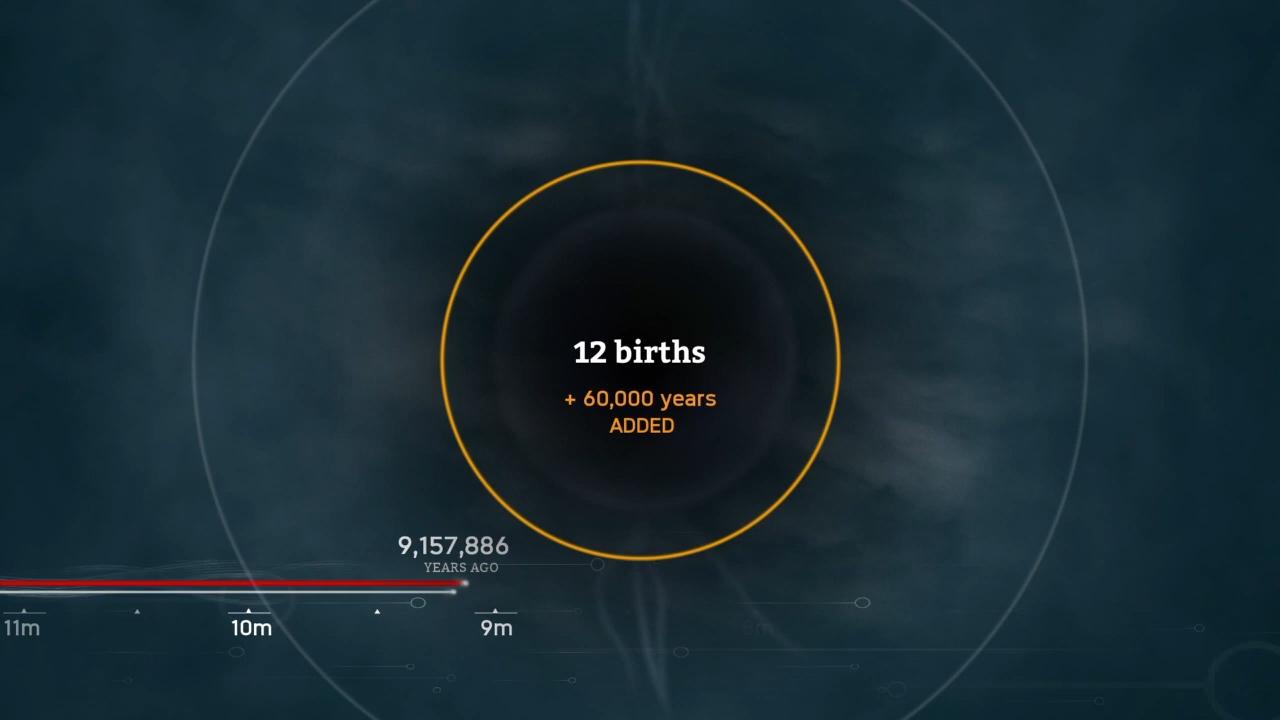 12 births
+ 60,000 years
ADDED
9,157,886
YEARS AGO
11m
10m
9m